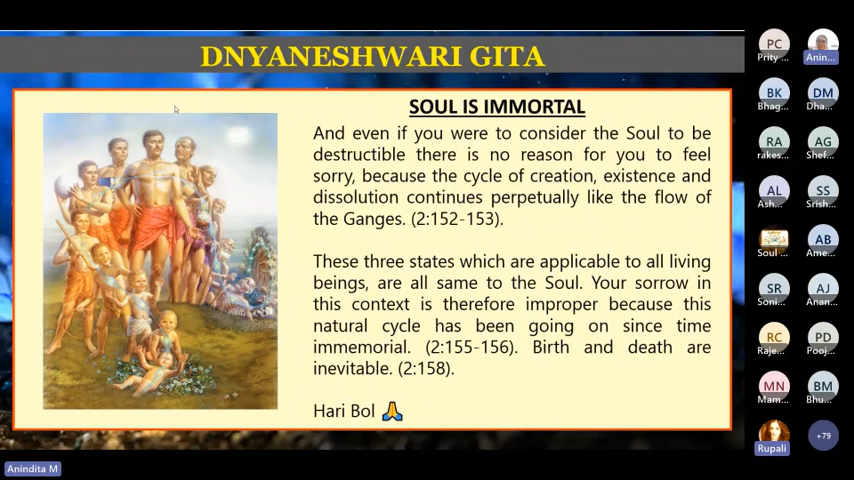 DNYANESHWARI GITA
SOUL IS IMMORTAL
And even if you were to consider the Soul to be
destructible there is no reason for you to feel
sorry, because the cycle of creation, existence and
dissolution continues perpetually like the flow of
the Ganges. (2:152-153).
These three states which are applicable to all living
beings, are all same to the Soul. Your sorrow in
this context is therefore improper because this
natural cycle has been going on since time
immemorial. (2:155-156). Birth and death are
inevitable. (2:158).
Hari Bol 🙏
PC
Prity ...
Anin...
BK
Bhag...
DM
Dha...
RA
rakes...
AG
Shef...
AL
Ash...
SS
Srish...
Soul ...
AB
Ame...
SR
Soni...
AJ
Anan...
RC
Raje...
PD
Pooj...
MN
Mam...
BM
Bhu...
Rupali
+79
Anindita M